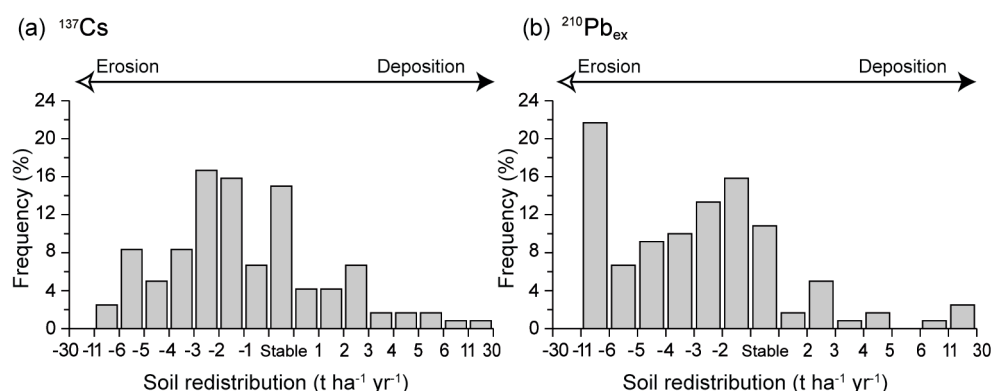 (a) ¹³⁷Cs
Erosion Deposition
24
20
16
12
8
4
0
Frequency (%)
-30 -11 -6 -5 -4 -3 -2 -1 Stable 1 2 3 4 5 6 11 30
Soil redistribution (t ha⁻¹ yr⁻¹)
(b) ²¹⁰Pbₑₓ
Erosion Deposition
24
20
16
12
8
4
0
Frequency (%)
-30 -11 -6 -5 -4 -3 -2 Stable 2 3 4 5 6 11 30
Soil redistribution (t ha⁻¹ yr⁻¹)